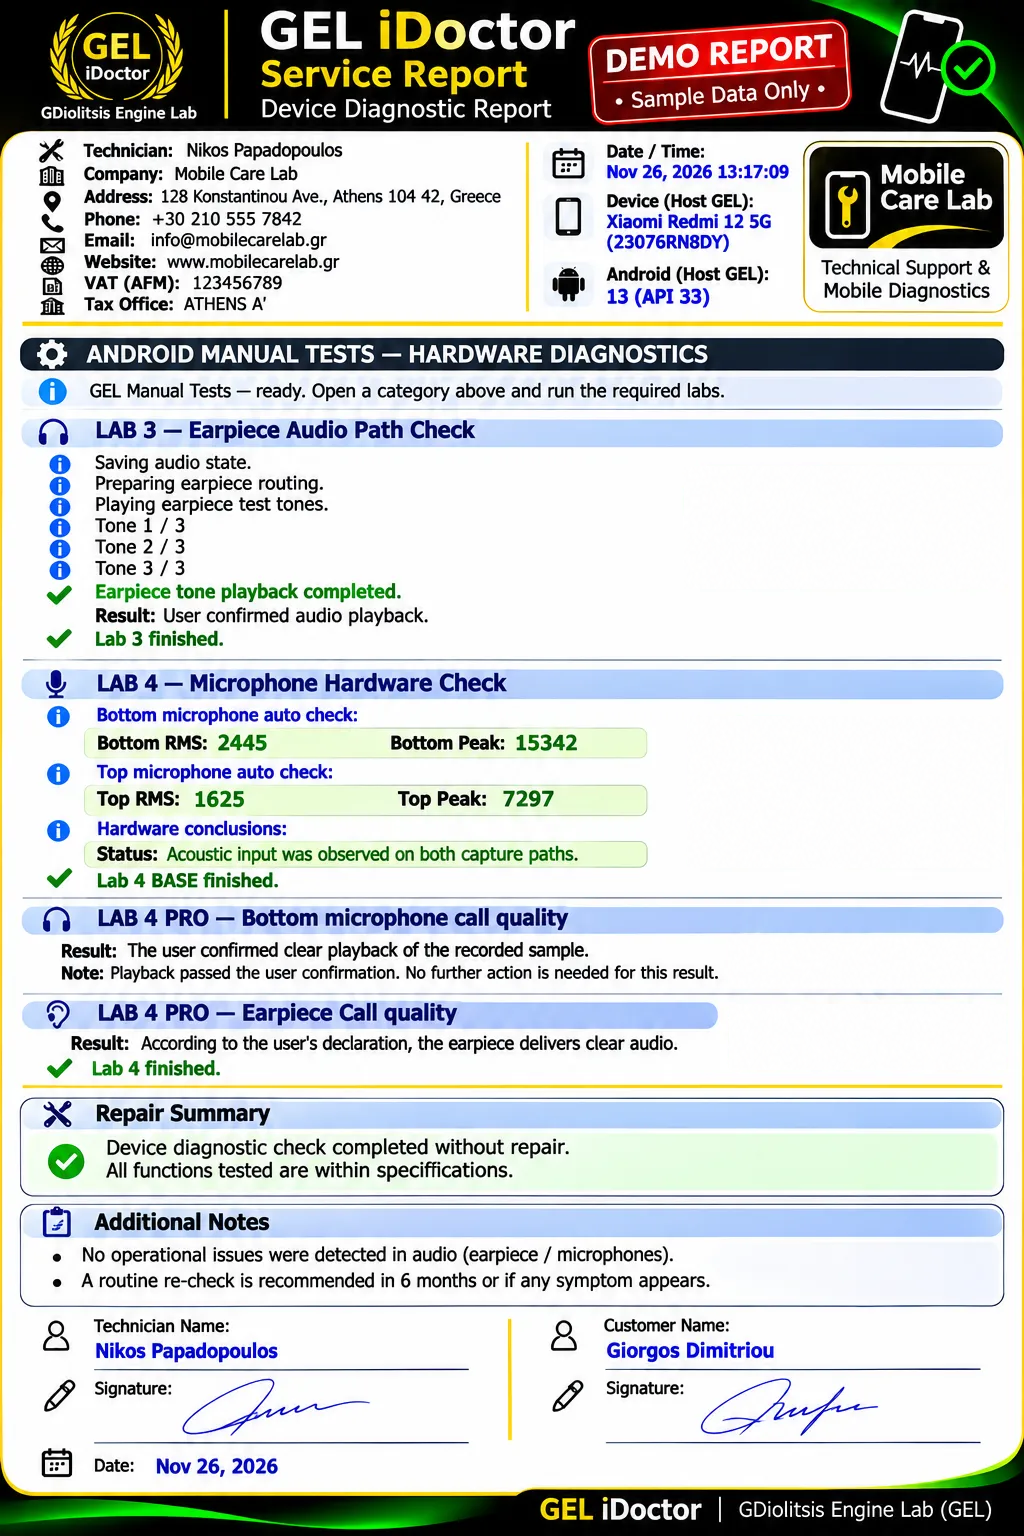 GEL
iDoctor
GDiolitsis Engine Lab
GEL iDoctor
Service Report
Device Diagnostic Report
DEMO REPORT
• Sample Data Only •
Technician: Nikos Papadopoulos
Company: Mobile Care Lab
Address: 128 Konstantinou Ave., Athens 104 42, Greece
Phone: +30 210 555 7842
Email: info@mobilecarelab.gr
Website: www.mobilecarelab.gr
VAT (AFM): 123456789
Tax Office: ATHENS A'
Date / Time:
Nov 26, 2026 13:17:09
Device (Host GEL):
Xiaomi Redmi 12 5G
(23076RN8DY)
Android (Host GEL):
13 (API 33)
Mobile
Care Lab
Technical Support &
Mobile Diagnostics
ANDROID MANUAL TESTS — HARDWARE DIAGNOSTICS
GEL Manual Tests — ready. Open a category above and run the required labs.
LAB 3 — Earpiece Audio Path Check
Saving audio state.
Preparing earpiece routing.
Playing earpiece test tones.
Tone 1 / 3
Tone 2 / 3
Tone 3 / 3
Earpiece tone playback completed.
Result: User confirmed audio playback.
Lab 3 finished.
LAB 4 — Microphone Hardware Check
Bottom microphone auto check:
Bottom RMS: 2445 Bottom Peak: 15342
Top microphone auto check:
Top RMS: 1625 Top Peak: 7297
Hardware conclusions:
Status: Acoustic input was observed on both capture paths.
Lab 4 BASE finished.
LAB 4 PRO — Bottom microphone call quality
Result: The user confirmed clear playback of the recorded sample.
Note: Playback passed the user confirmation. No further action is needed for this result.
LAB 4 PRO — Earpiece Call quality
Result: According to the user's declaration, the earpiece delivers clear audio.
Lab 4 finished.
Repair Summary
Device diagnostic check completed without repair.
All functions tested are within specifications.
Additional Notes
• No operational issues were detected in audio (earpiece / microphones).
• A routine re-check is recommended in 6 months or if any symptom appears.
Technician Name:
Nikos Papadopoulos
Signature:
Date: Nov 26, 2026
Customer Name:
Giorgos Dimitriou
Signature:
GEL iDoctor | GDiolitsis Engine Lab (GEL)